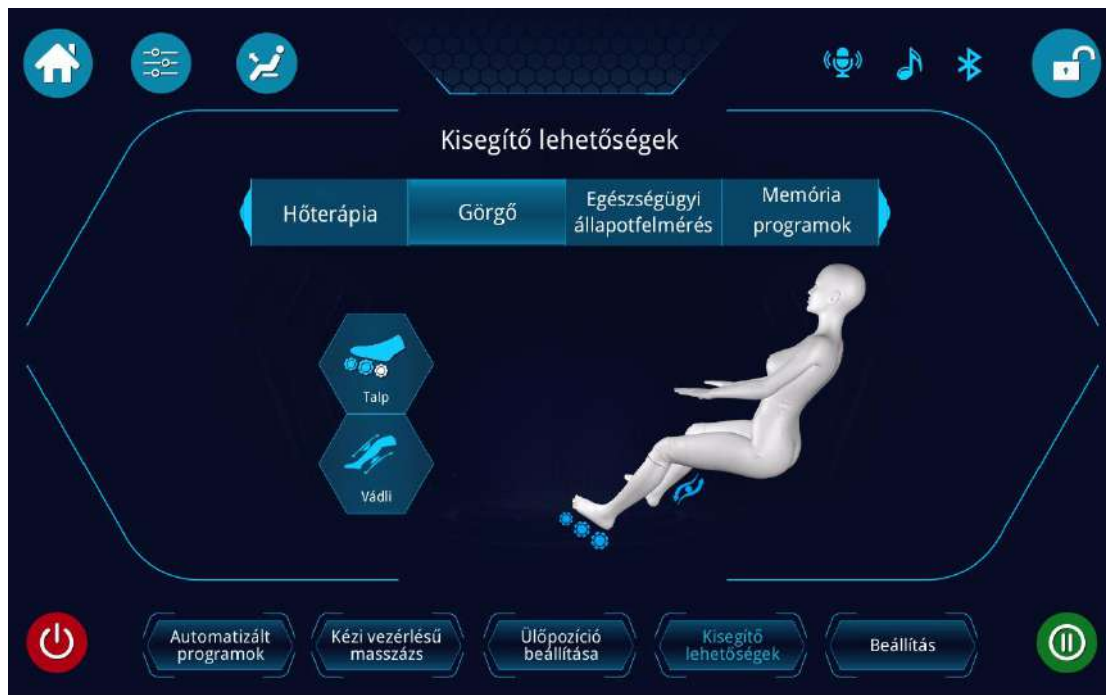 Kisegítő lehetőségek
Hőterápia
Görgő
Egészségügyi
állapotfelmérés
Memória
programok
Talp
Vádli
Automatizált
programok
Kézi vezérlésű
masszázs
Ülőpozíció
beállítása
Kisegítő
lehetőségek
Beállítás